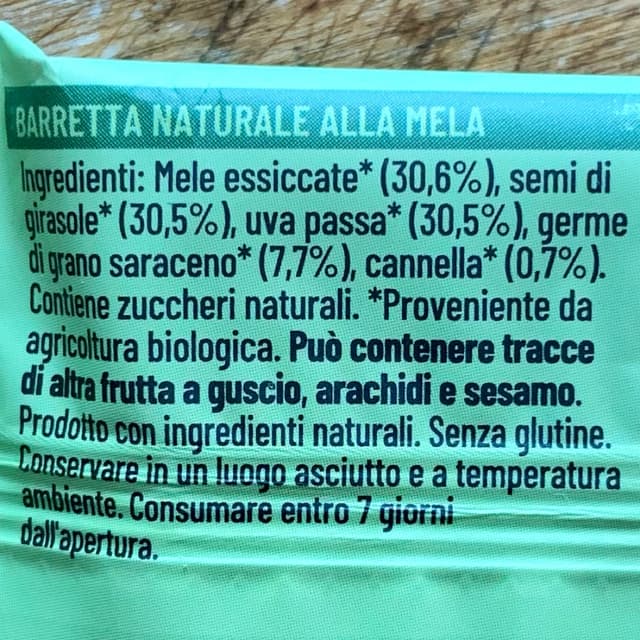 BARRETTA NATURALE ALLA MELA
Ingredienti: Mele essiccate* (30,6%), semi di
girasole* (30,5%), uva passa* (30,5%), germe
di grano saraceno* (7,7%), cannella* (0,7%).
Contiene zuccheri naturali. *Proveniente da
agricoltura biologica. Può contenere tracce
di altra frutta a guscio, arachidi e sesamo.
Prodotto con ingredienti naturali. Senza glutine.
Conservare in un luogo asciutto e a temperatura
ambiente. Consumare entro 7 giorni
dall'apertura.